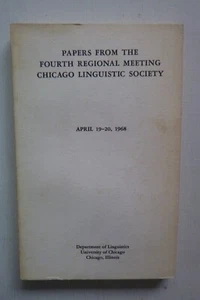 PAPERS FROM THE
FOURTH REGIONAL MEETING
CHICAGO LINGUISTIC SOCIETY
APRIL 19-20, 1968
Department of Linguistics
University of Chicago
Chicago, Illinois